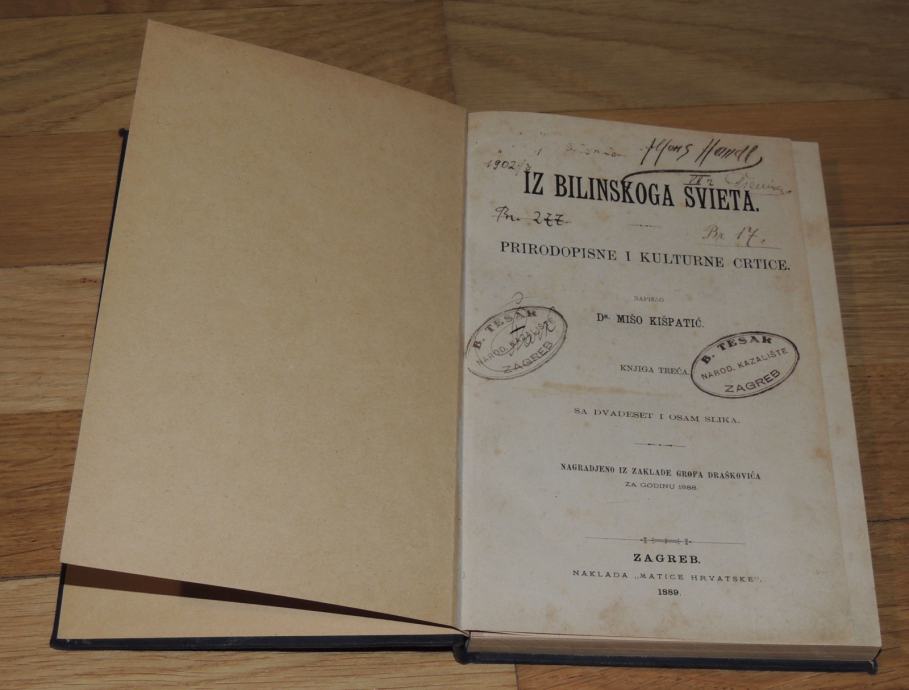 Alfons Handl
1902/3
IZ BILINSKOGA SVIETA.
Br. 277
Br 17.
PRIRODOPISNE I KULTURNE CRTICE.
NAPISAO
DR. MIŠO KIŠPATIĆ.
B. TESAR
NAROD. KAZALIŠTE
ZAGREB
B. TESAR
NAROD. KAZALIŠTE
ZAGREB
KNJIGA TREĆA.
SA DVADESET I OSAM SLIKA.
NAGRADJENO IZ ZAKLADE GROFA DRAŠKOVIĆA
ZA GODINU 1888.
ZAGREB.
NAKLADA „MATICE HRVATSKE".
1889.